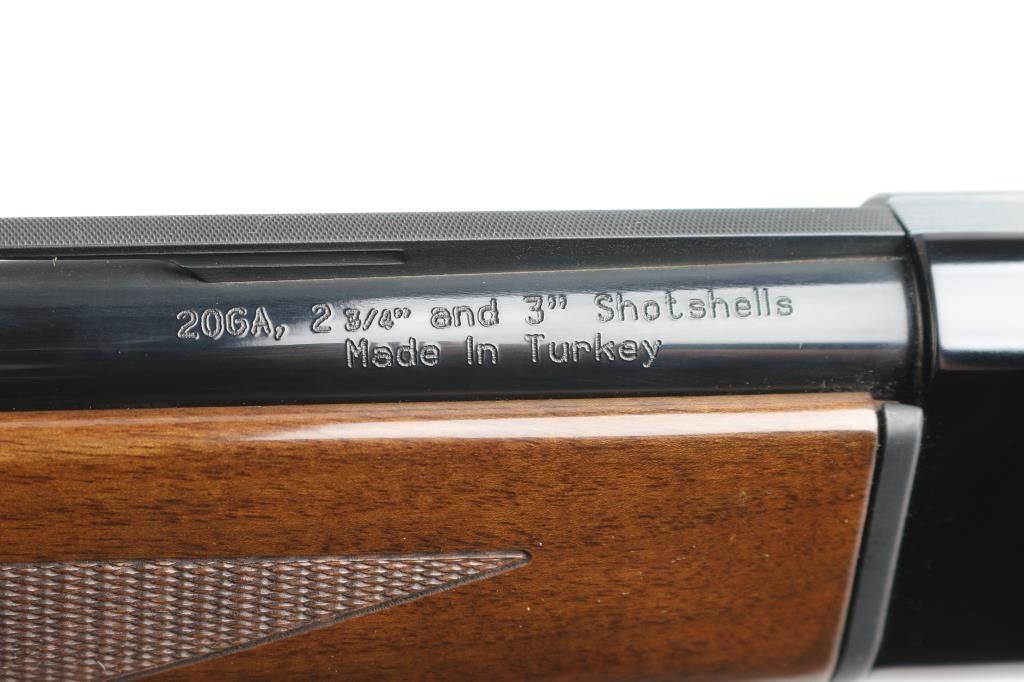 20GA, 2 3/4" and 3" Shotshells
Made In Turkey